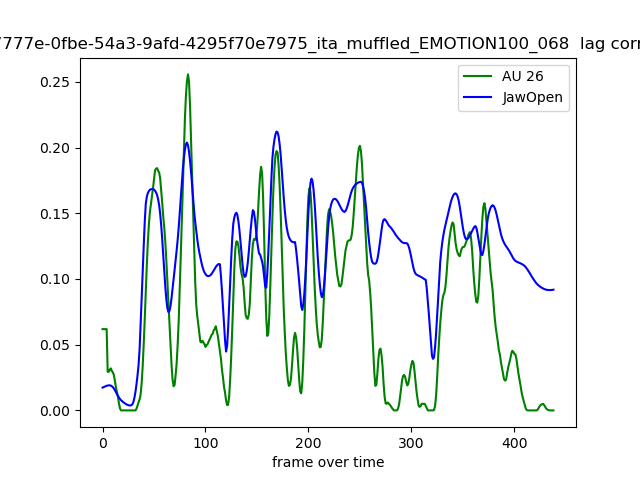 7777e-0fbe-54a3-9afd-4295f70e7975_ita_muffled_EMOTION100_068 lag corr
AU 26
JawOpen
0.25
0.20
0.15
0.10
0.05
0.00
0 100 200 300 400
frame over time